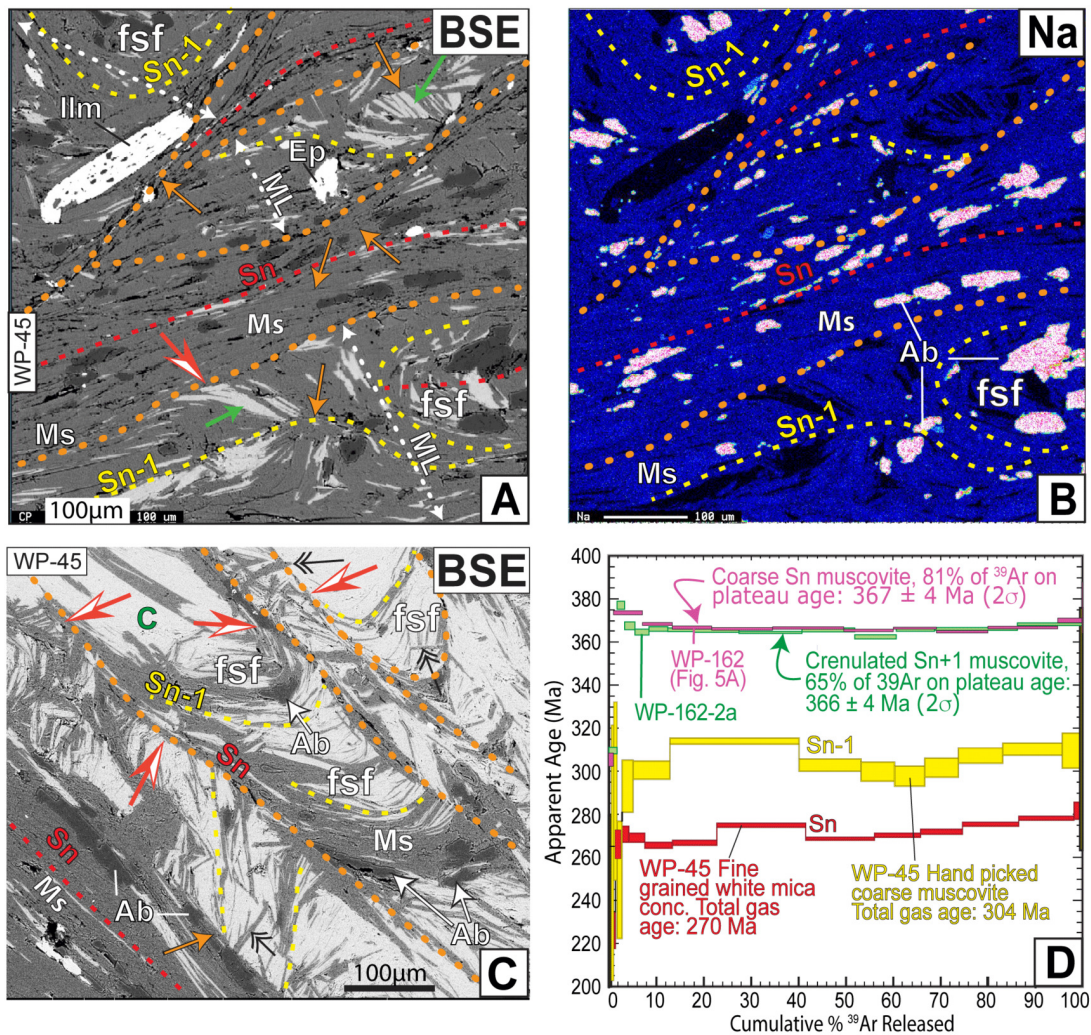 fsf
BSE
Sn-1
Ilm
Ep
ML
Sn
WP-45
Ms
fsf
Ms
ML
Sn-1
100µm
CP 100 um
A
Na
Sn
Ms
Ab
fsf
Sn-1
Ms
Na 100 um
B
WP-45
BSE
C
fsf
fsf
Sn-1
Ab
Sn
fsf
Sn
Ms
Ms
Ab
Ab
100µm
C
400
380
360
340
320
300
280
260
240
220
200
Apparent Age (Ma)
Coarse Sn muscovite, 81% of ³⁹Ar on
plateau age: 367 ± 4 Ma (2σ)
WP-162
(Fig. 5A)
WP-162-2a
Crenulated Sn+1 muscovite,
65% of 39Ar on plateau age:
366 ± 4 Ma (2σ)
Sn-1
Sn
WP-45 Fine
grained white mica
conc. Total gas
age: 270 Ma
WP-45 Hand picked
coarse muscovite
Total gas age: 304 Ma
D
0 10 20 30 40 50 60 70 80 90 100
Cumulative % ³⁹Ar Released